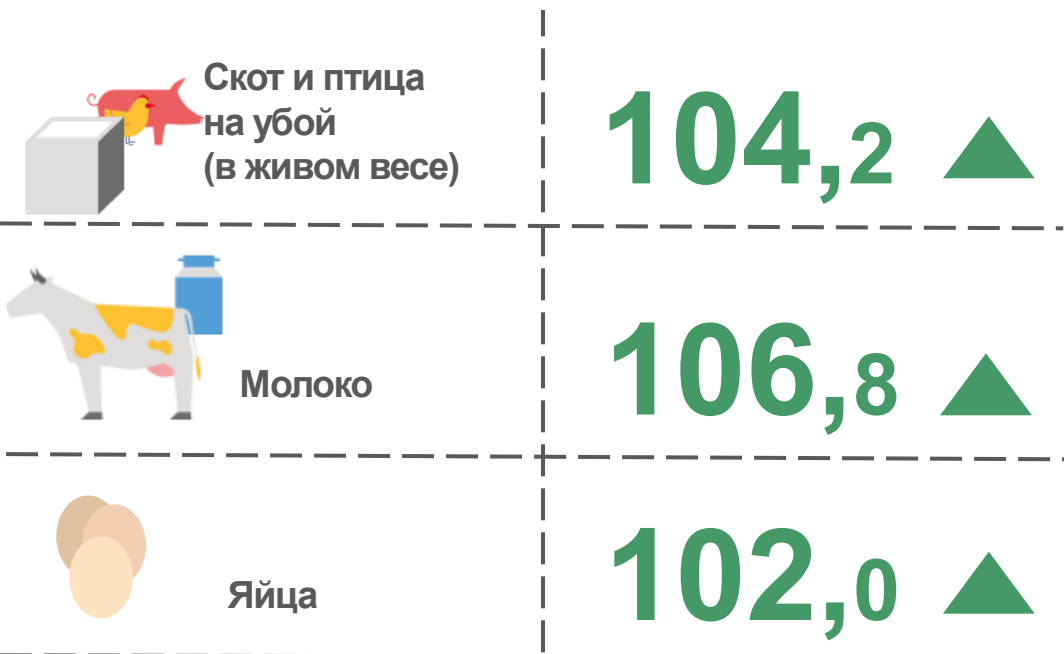 Скот и птица
на убой
(в живом весе)
104,2
Молоко
106,8
Яйца
102,0